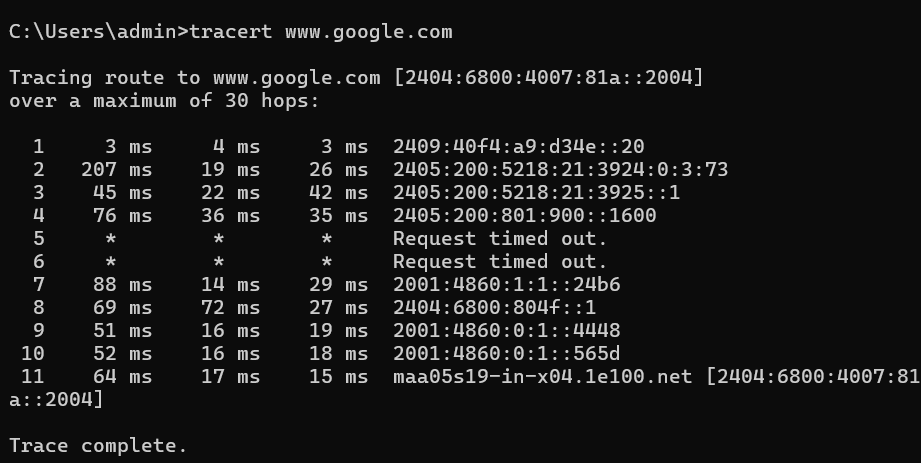 C:\Users\admin>tracert www.google.com
Tracing route to www.google.com [2404:6800:4007:81a::2004]
over a maximum of 30 hops:
1 3 ms 4 ms 3 ms 2409:40f4:a9:d34e::20
2 207 ms 19 ms 26 ms 2405:200:5218:21:3924:0:3:73
3 45 ms 22 ms 42 ms 2405:200:5218:21:3925::1
4 76 ms 36 ms 35 ms 2405:200:801:900::1600
5 * * * Request timed out.
6 * * * Request timed out.
7 88 ms 14 ms 29 ms 2001:4860:1:1::24b6
8 69 ms 72 ms 27 ms 2404:6800:804f::1
9 51 ms 16 ms 19 ms 2001:4860:0:1::4448
10 52 ms 16 ms 18 ms 2001:4860:0:1::565d
11 64 ms 17 ms 15 ms maa05s19-in-x04.1e100.net [2404:6800:4007:81
a::2004]
Trace complete.